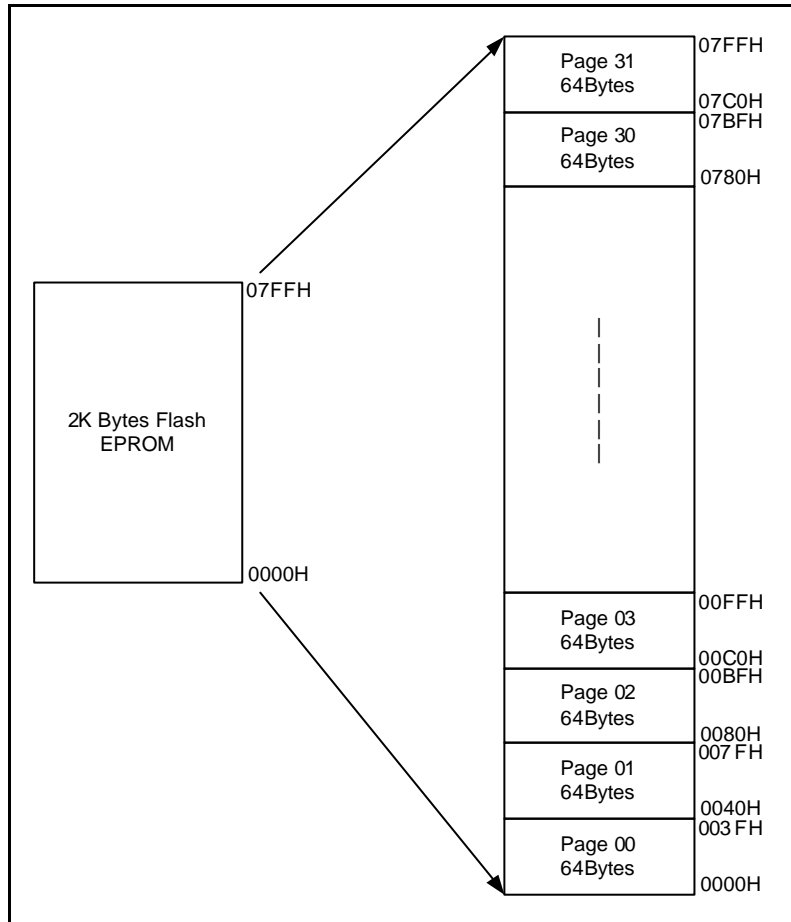 07FFH
Page 31
64Bytes
07C0H
07BFH
Page 30
64Bytes
0780H
07FFH
2K Bytes Flash
EPROM
0000H
00FFH
Page 03
64Bytes
00C0H
00BFH
Page 02
64Bytes
0080H
007FH
Page 01
64Bytes
0040H
003FH
Page 00
64Bytes
0000H